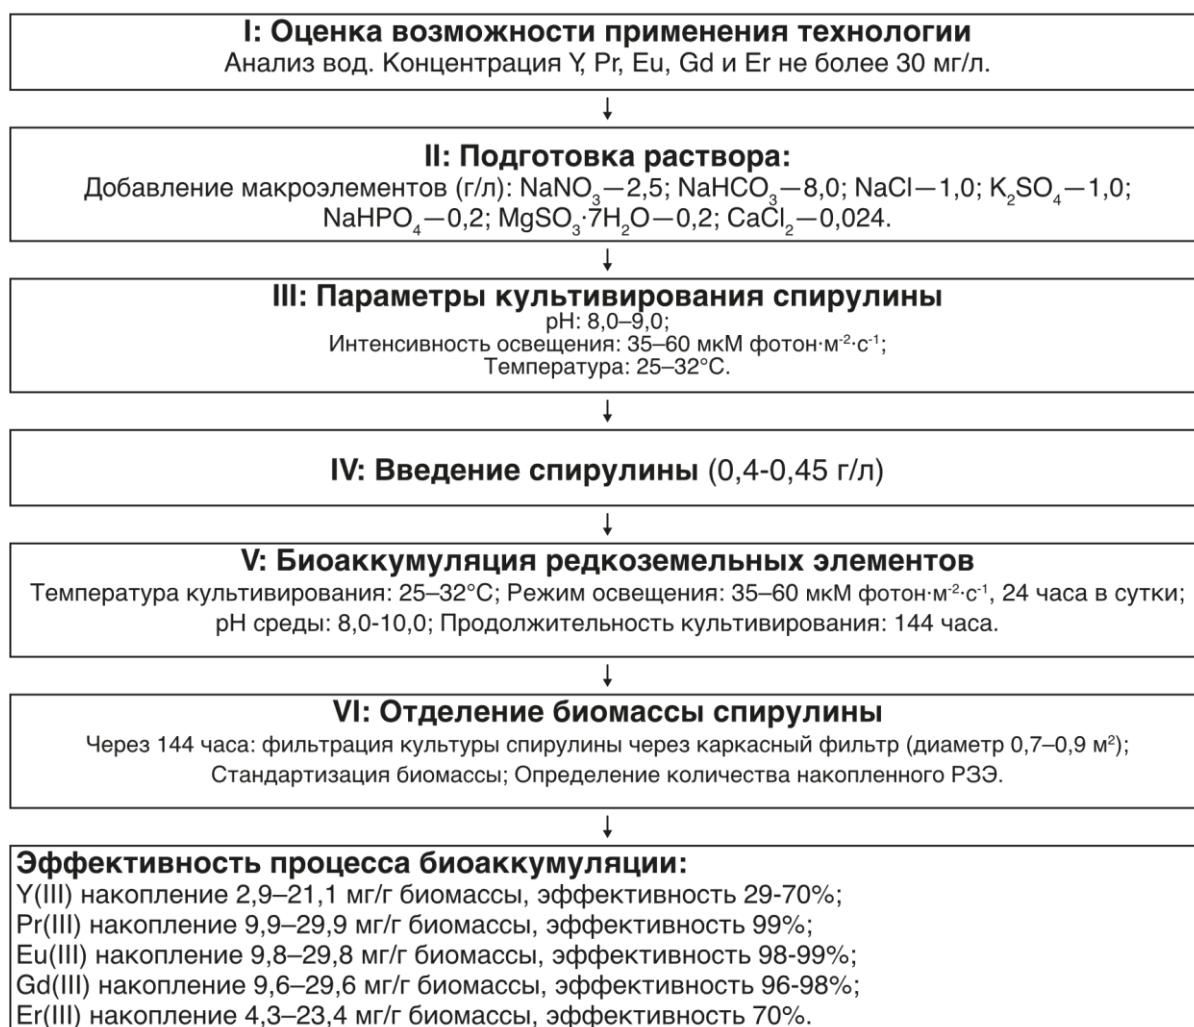 I: Оценка возможности применения технологии
Анализ вод. Концентрация Y, Pr, Eu, Gd и Er не более 30 мг/л.
II: Подготовка раствора:
Добавление макроэлементов (г/л): NaNO₃—2,5; NaHCO₃—8,0; NaCl—1,0; K₂SO₄—1,0;
NaHPO₄—0,2; MgSO₃·7H₂O—0,2; CaCl₂—0,024.
III: Параметры культивирования спирулины
pH: 8,0–9,0;
Интенсивность освещения: 35–60 мкМ фотон·м⁻²·с⁻¹;
Температура: 25–32°C.
IV: Введение спирулины (0,4-0,45 г/л)
V: Биоаккумуляция редкоземельных элементов
Температура культивирования: 25–32°C; Режим освещения: 35–60 мкМ фотон·м⁻²·с⁻¹, 24 часа в сутки;
pH среды: 8,0-10,0; Продолжительность культивирования: 144 часа.
VI: Отделение биомассы спирулины
Через 144 часа: фильтрация культуры спирулины через каркасный фильтр (диаметр 0,7–0,9 м²);
Стандартизация биомассы; Определение количества накопленного РЗЭ.
Эффективность процесса биоаккумуляции:
Y(III) накопление 2,9–21,1 мг/г биомассы, эффективность 29-70%;
Pr(III) накопление 9,9–29,9 мг/г биомассы, эффективность 99%;
Eu(III) накопление 9,8–29,8 мг/г биомассы, эффективность 98-99%;
Gd(III) накопление 9,6–29,6 мг/г биомассы, эффективность 96-98%;
Er(III) накопление 4,3–23,4 мг/г биомассы, эффективность 70%.